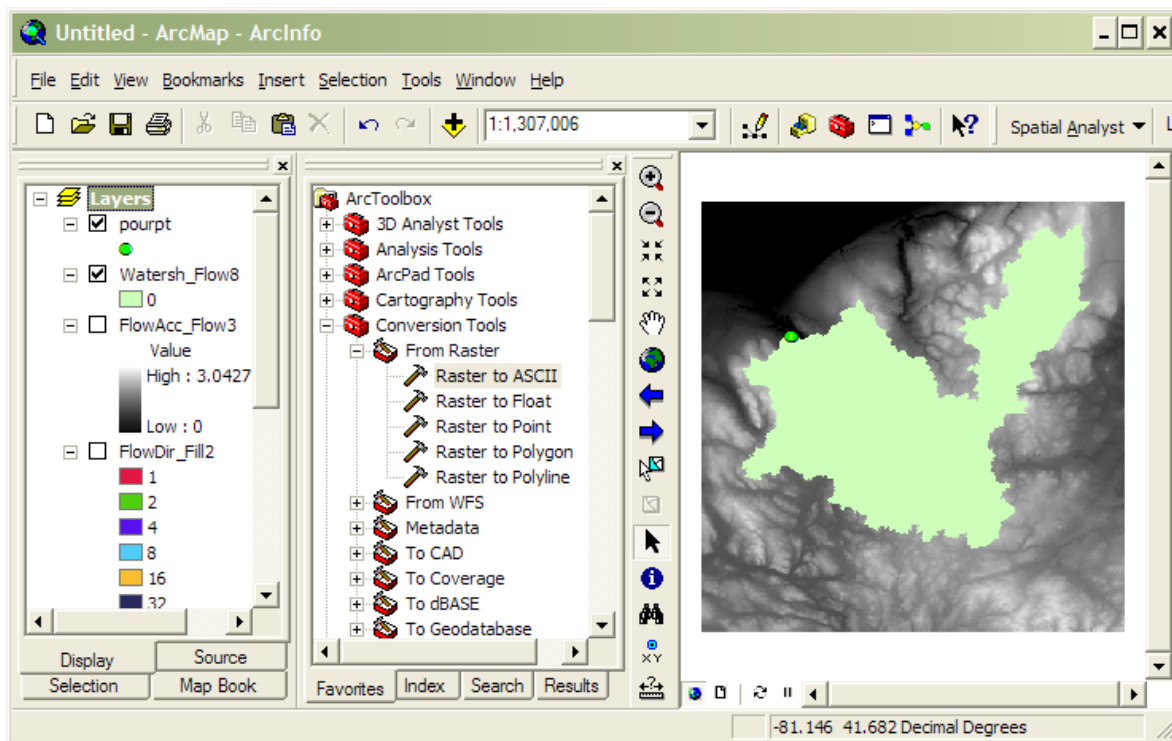 Untitled - ArcMap - ArcInfo
File Edit View Bookmarks Insert Selection Tools Window Help
1:1,307,006
Spatial Analyst
L
Layers
pourpt
Watersh_Flow8
0
FlowAcc_Flow3
Value
High : 3.0427
Low : 0
FlowDir_Fill2
1
2
4
8
16
32
Display
Source
Selection
Map Book
ArcToolbox
3D Analyst Tools
Analysis Tools
ArcPad Tools
Cartography Tools
Conversion Tools
From Raster
Raster to ASCII
Raster to Float
Raster to Point
Raster to Polygon
Raster to Polyline
From WFS
Metadata
To CAD
To Coverage
To dBASE
To Geodatabase
Favorites
Index
Search
Results
XY
-81.146 41.682 Decimal Degrees